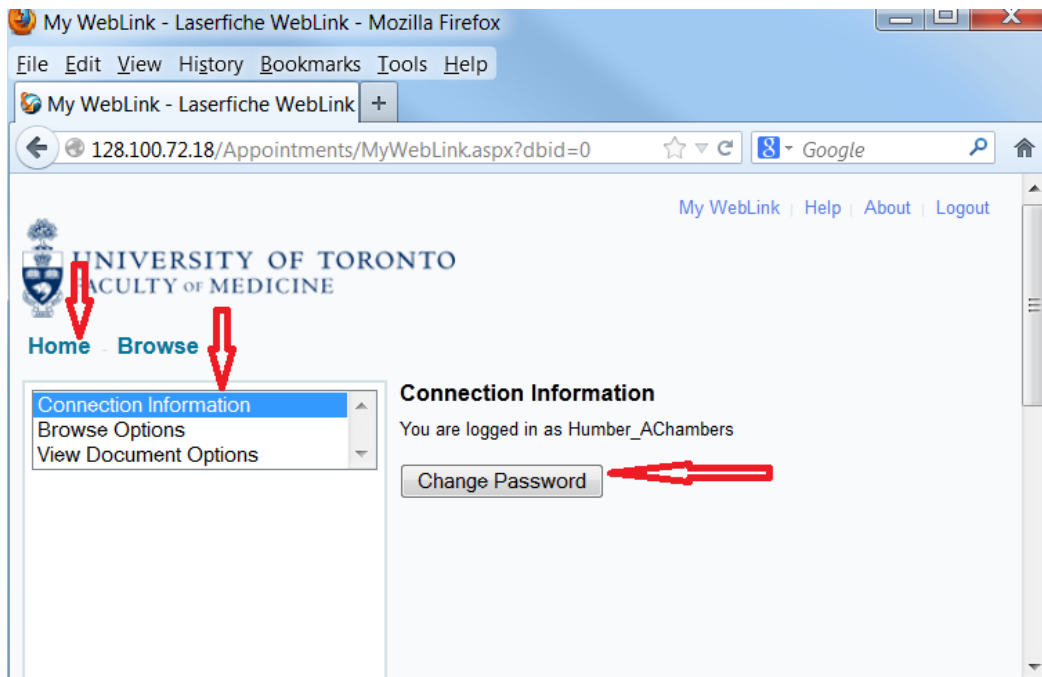 My WebLink - Laserfiche WebLink - Mozilla Firefox
File Edit View History Bookmarks Tools Help
My WebLink - Laserfiche WebLink +
128.100.72.18/Appointments/MyWebLink.aspx?dbid=0 Google
My WebLink | Help | About | Logout
UNIVERSITY OF TORONTO
FACULTY OF MEDICINE
Home - Browse
Connection Information
Browse Options
View Document Options
Connection Information
You are logged in as Humber_AChambers
Change Password